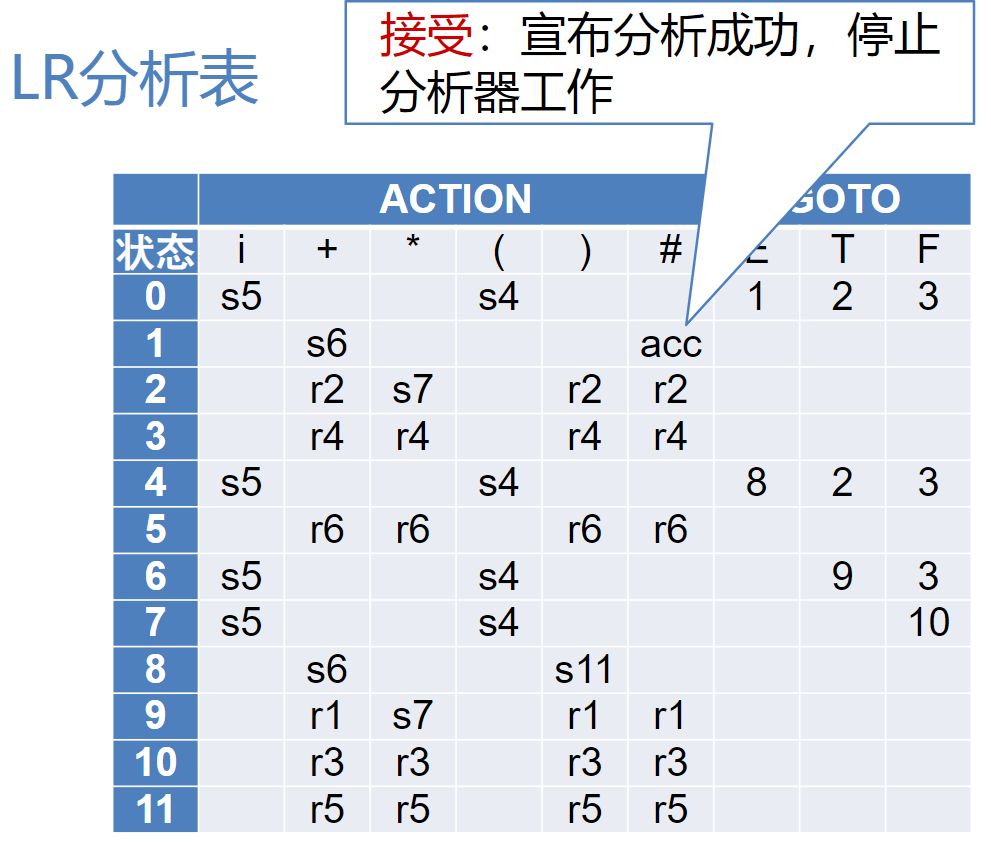 接受：宣布分析成功，停止
分析器工作
LR分析表
ACTION GOTO
状态 i + * ( ) # E T F
0 s5 s4 1 2 3
1 s6 acc
2 r2 s7 r2 r2
3 r4 r4 r4 r4
4 s5 s4 8 2 3
5 r6 r6 r6 r6
6 s5 s4 9 3
7 s5 s4 10
8 s6 s11
9 r1 s7 r1 r1
10 r3 r3 r3 r3
11 r5 r5 r5 r5